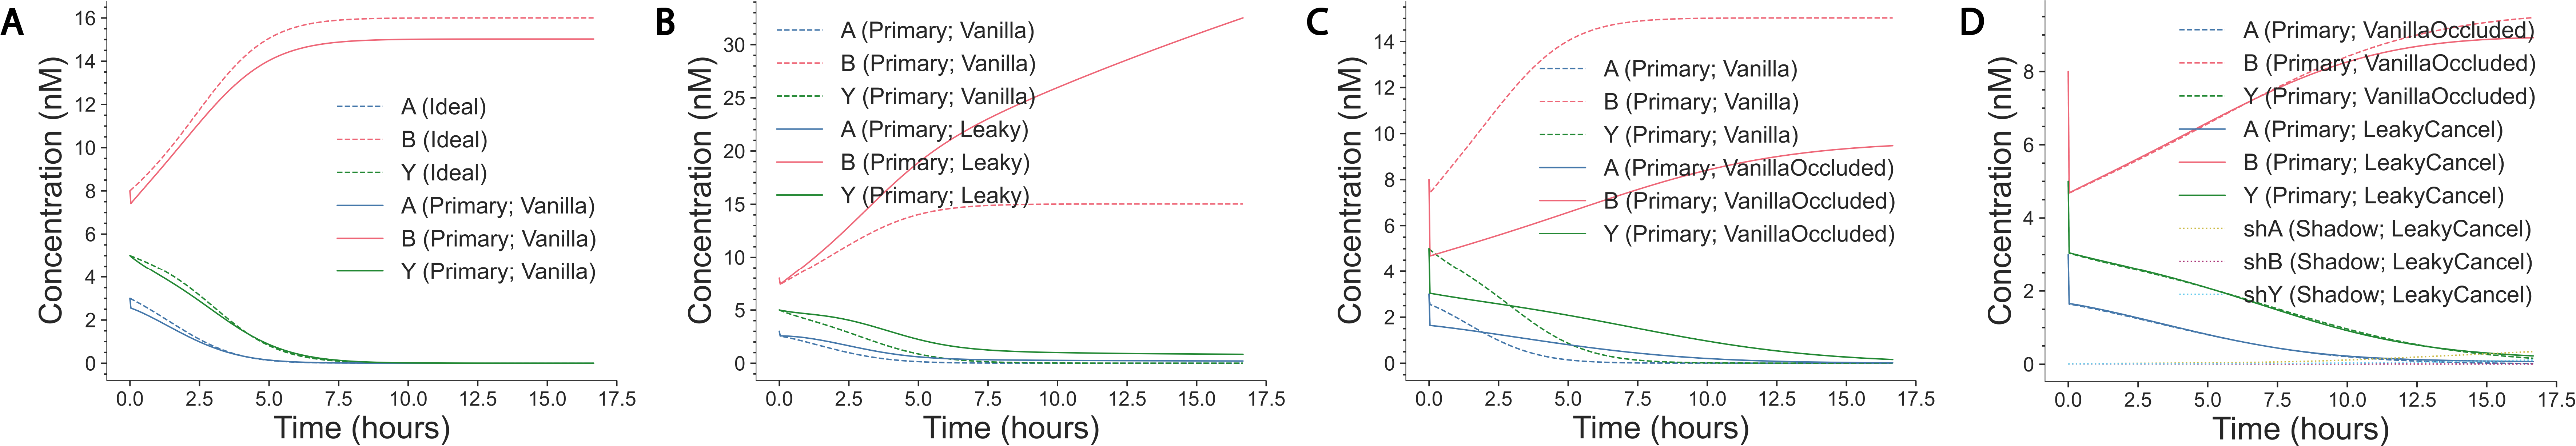 A
Concentration (nM)
16
14
12
10
8
6
4
2
0
A (Ideal)
B (Ideal)
Y (Ideal)
A (Primary; Vanilla)
B (Primary; Vanilla)
Y (Primary; Vanilla)
0.0 2.5 5.0 7.5 10.0 12.5 15.0 17.5
Time (hours)
B
Concentration (nM)
30
25
20
15
10
5
0
A (Primary; Vanilla)
B (Primary; Vanilla)
Y (Primary; Vanilla)
A (Primary; Leaky)
B (Primary; Leaky)
Y (Primary; Leaky)
0.0 2.5 5.0 7.5 10.0 12.5 15.0 17.5
Time (hours)
C
Concentration (nM)
14
12
10
8
6
4
2
0
A (Primary; Vanilla)
B (Primary; Vanilla)
Y (Primary; Vanilla)
A (Primary; VanillaOccluded)
B (Primary; VanillaOccluded)
Y (Primary; VanillaOccluded)
0.0 2.5 5.0 7.5 10.0 12.5 15.0 17.5
Time (hours)
D
Concentration (nM)
8
6
4
2
0
A (Primary; VanillaOccluded)
B (Primary; VanillaOccluded)
Y (Primary; VanillaOccluded)
A (Primary; LeakyCancel)
B (Primary; LeakyCancel)
Y (Primary; LeakyCancel)
shA (Shadow; LeakyCancel)
shB (Shadow; LeakyCancel)
shY (Shadow; LeakyCancel)
0.0 2.5 5.0 7.5 10.0 12.5 15.0 17.5
Time (hours)